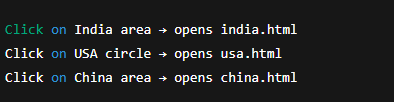 Click on India area → opens india.html
Click on USA circle → opens usa.html
Click on China area → opens china.html